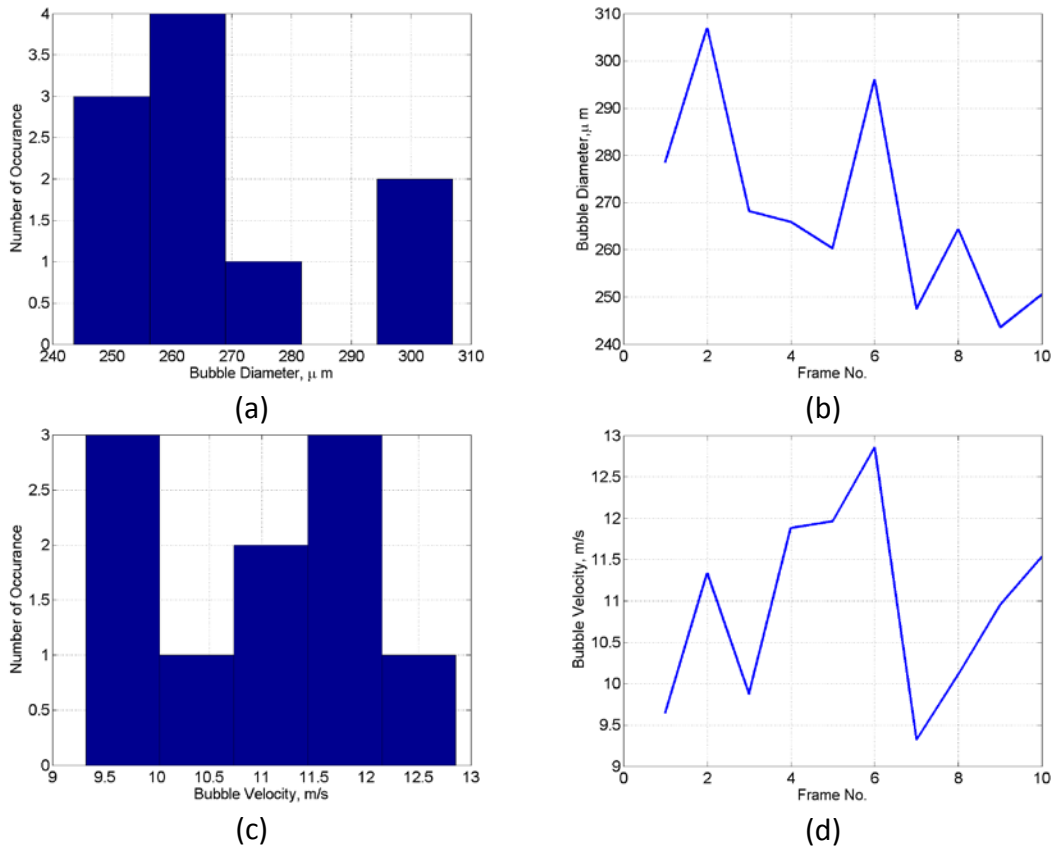 4
3.5
3
2.5
2
1.5
1
0.5
0
Number of Occurance
240 250 260 270 280 290 300 310
Bubble Diameter, μ m
(a)
310
300
290
280
270
260
250
240
Bubble Diameter,μ m
0 2 4 6 8 10
Frame No.
(b)
3
2.5
2
1.5
1
0.5
0
Number of Occurance
9 9.5 10 10.5 11 11.5 12 12.5 13
Bubble Velocity, m/s
(c)
13
12.5
12
11.5
11
10.5
10
9.5
9
Bubble Velocity, m/s
0 2 4 6 8 10
Frame No.
(d)